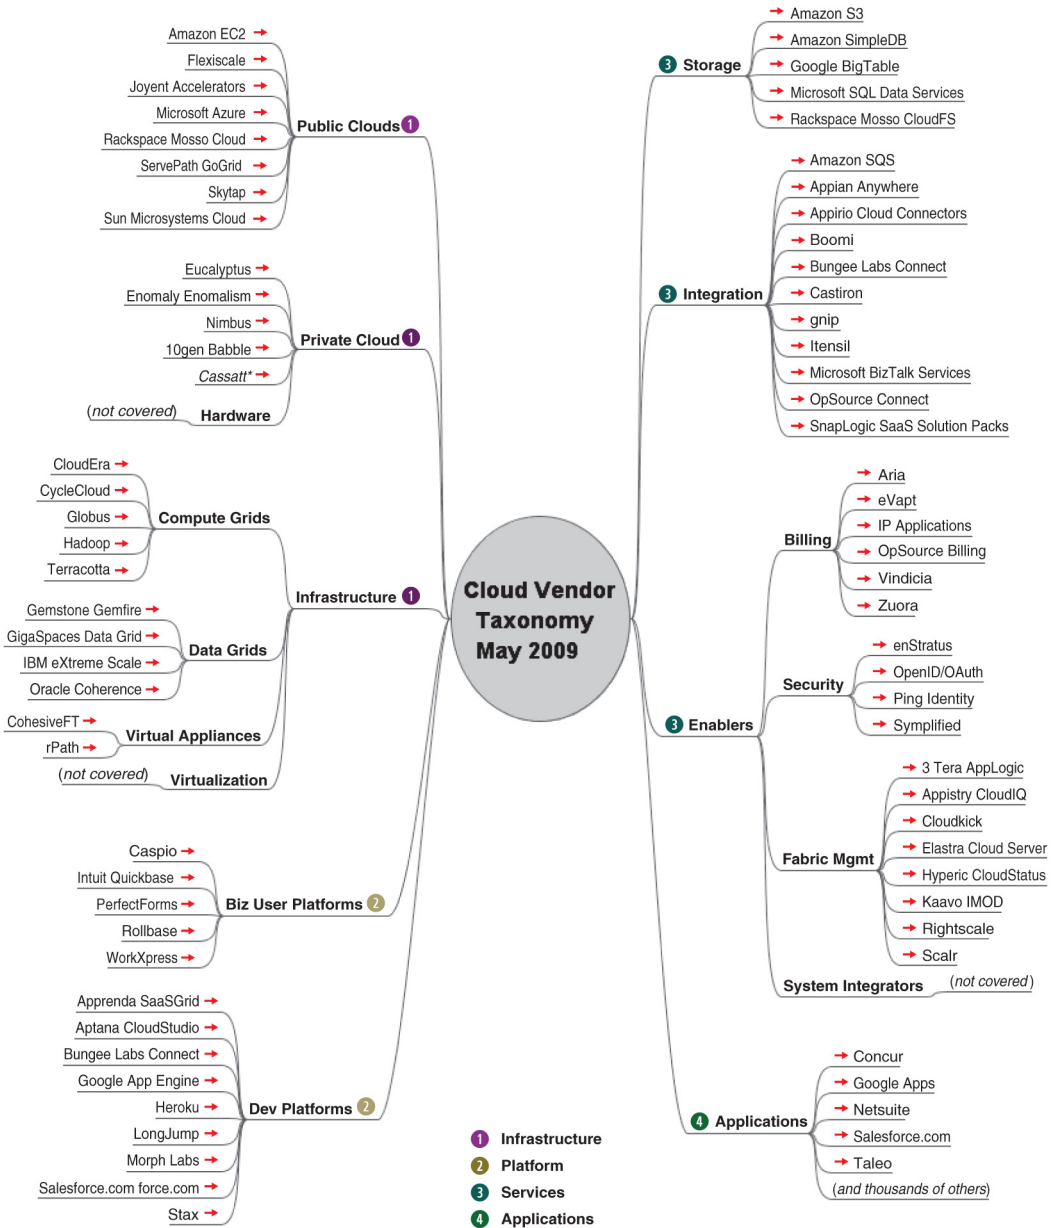 Amazon EC2
Flexiscale
Joyent Accelerators
Microsoft Azure
Rackspace Mosso Cloud
ServePath GoGrid
Skytap
Sun Microsystems Cloud
Public Clouds 1
Eucalyptus
Enomaly Enomalism
Nimbus
10gen Babble
Cassatt*
(not covered) Hardware
Private Cloud 1
CloudEra
CycleCloud
Globus
Hadoop
Terracotta
Compute Grids
Gemstone Gemfire
GigaSpaces Data Grid
IBM eXtreme Scale
Oracle Coherence
Data Grids
CohesiveFT
rPath
Virtual Appliances
(not covered) Virtualization
Infrastructure 1
Caspio
Intuit Quickbase
PerfectForms
Rollbase
WorkXpress
Biz User Platforms 2
Apprenda SaaSGrid
Aptana CloudStudio
Bungee Labs Connect
Google App Engine
Heroku
LongJump
Morph Labs
Salesforce.com force.com
Stax
Dev Platforms 2
Cloud Vendor
Taxonomy
May 2009
3 Storage
Amazon S3
Amazon SimpleDB
Google BigTable
Microsoft SQL Data Services
Rackspace Mosso CloudFS
3 Integration
Amazon SQS
Appian Anywhere
Appirio Cloud Connectors
Boomi
Bungee Labs Connect
Castiron
gnip
Itensil
Microsoft BizTalk Services
OpSource Connect
SnapLogic SaaS Solution Packs
3 Enablers
Billing
Aria
eVapt
IP Applications
OpSource Billing
Vindicia
Zuora
Security
enStratus
OpenID/OAuth
Ping Identity
Symplified
Fabric Mgmt
3 Tera AppLogic
Appistry CloudIQ
Cloudkick
Elastra Cloud Server
Hyperic CloudStatus
Kaavo IMOD
Rightscale
Scalr
System Integrators (not covered)
4 Applications
Concur
Google Apps
Netsuite
Salesforce.com
Taleo
(and thousands of others)
1 Infrastructure
2 Platform
3 Services
4 Applications